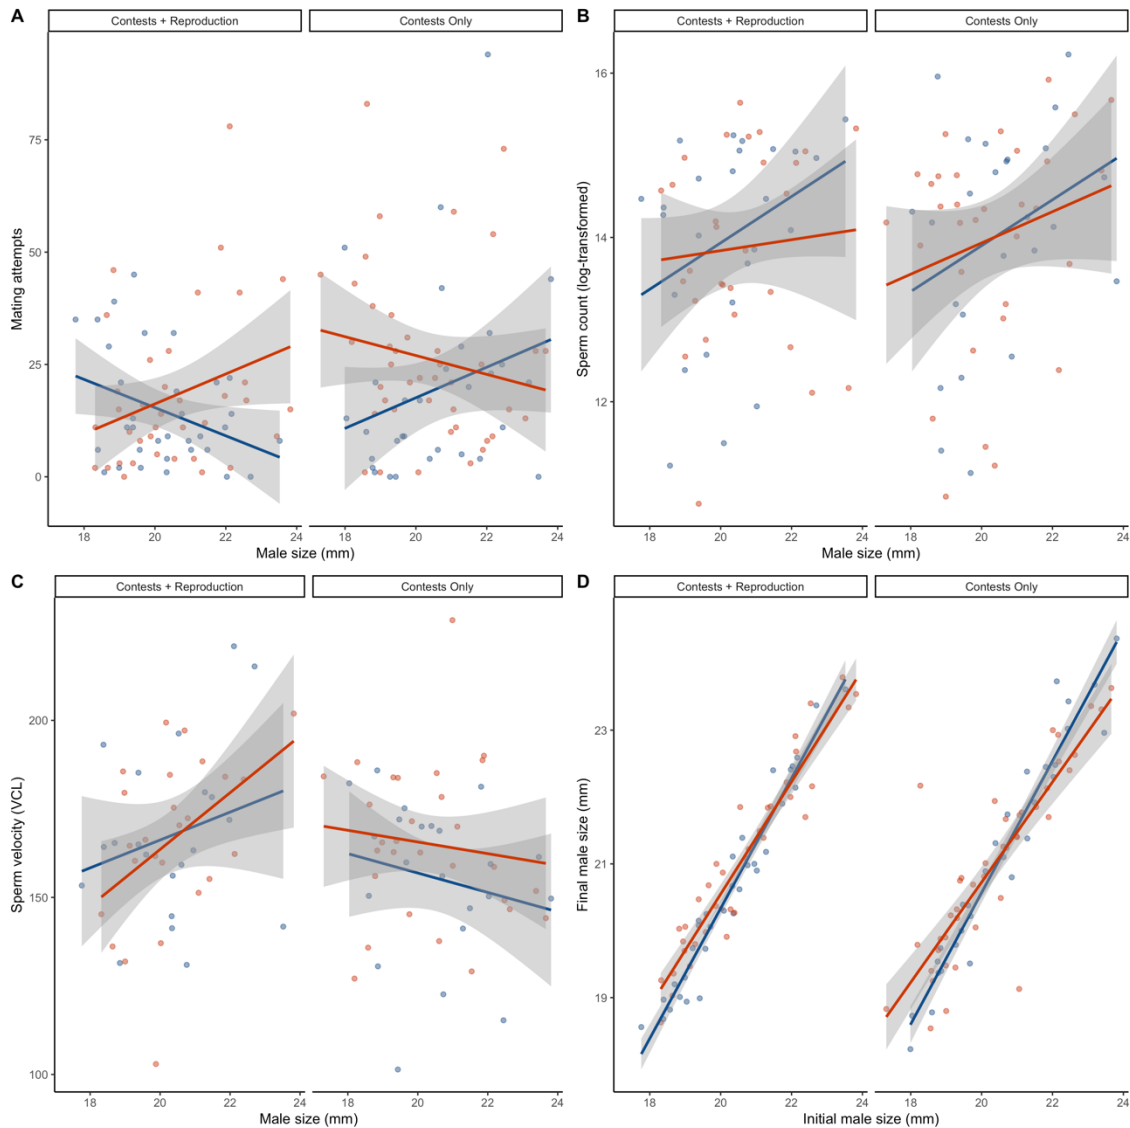 A
Contests + Reproduction
Contests Only
Mating attempts
75
50
25
0
18
20
22
24
18
20
22
24
Male size (mm)
B
Contests + Reproduction
Contests Only
Sperm count (log-transformed)
16
14
12
18
20
22
24
18
20
22
24
Male size (mm)
C
Contests + Reproduction
Contests Only
Sperm velocity (VCL)
200
150
100
18
20
22
24
18
20
22
24
Male size (mm)
D
Contests + Reproduction
Contests Only
Final male size (mm)
23
21
19
18
20
22
24
18
20
22
24
Initial male size (mm)